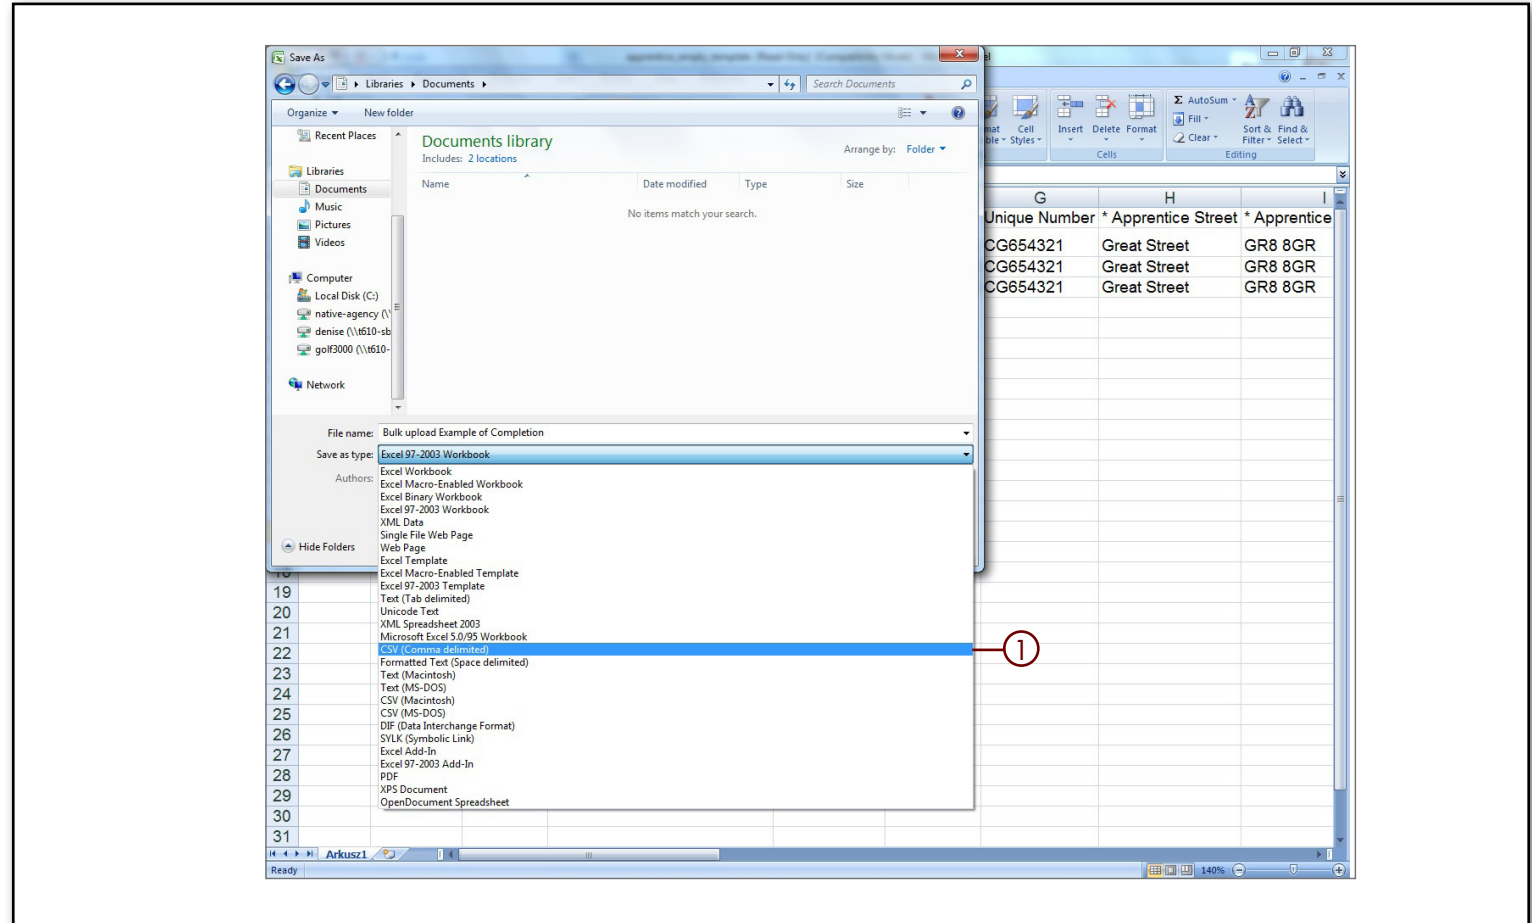 Save As
Libraries Documents
Search Documents
Organize New folder
Recent Places
Libraries
Documents
Music
Pictures
Videos
Computer
Local Disk (C:)
native-agency (\\
denise (\\t610-sb
golf3000 (\\t610-
Network
Documents library
Includes: 2 locations
Arrange by: Folder
Name Date modified Type Size
No items match your search.
File name: Bulk upload Example of Completion
Save as type: Excel 97-2003 Workbook
Authors:
Hide Folders
Excel Workbook
Excel Macro-Enabled Workbook
Excel Binary Workbook
Excel 97-2003 Workbook
XML Data
Single File Web Page
Web Page
Excel Template
Excel Macro-Enabled Template
Excel 97-2003 Template
Text (Tab delimited)
Unicode Text
XML Spreadsheet 2003
Microsoft Excel 5.0/95 Workbook
CSV (Comma delimited)
Formatted Text (Space delimited)
Text (Macintosh)
Text (MS-DOS)
CSV (Macintosh)
CSV (MS-DOS)
DIF (Data Interchange Format)
SYLK (Symbolic Link)
Excel Add-In
Excel 97-2003 Add-In
PDF
XPS Document
OpenDocument Spreadsheet
1
el
mat Cell
ble Styles
Insert Delete Format
Cells
Σ AutoSum
Fill
Clear
Sort & Find &
Filter Select
Editing
G H I
Unique Number * Apprentice Street * Apprentice
CG654321 Great Street GR8 8GR
CG654321 Great Street GR8 8GR
CG654321 Great Street GR8 8GR
19
20
21
22
23
24
25
26
27
28
29
30
31
Arkusz1
Ready
140%